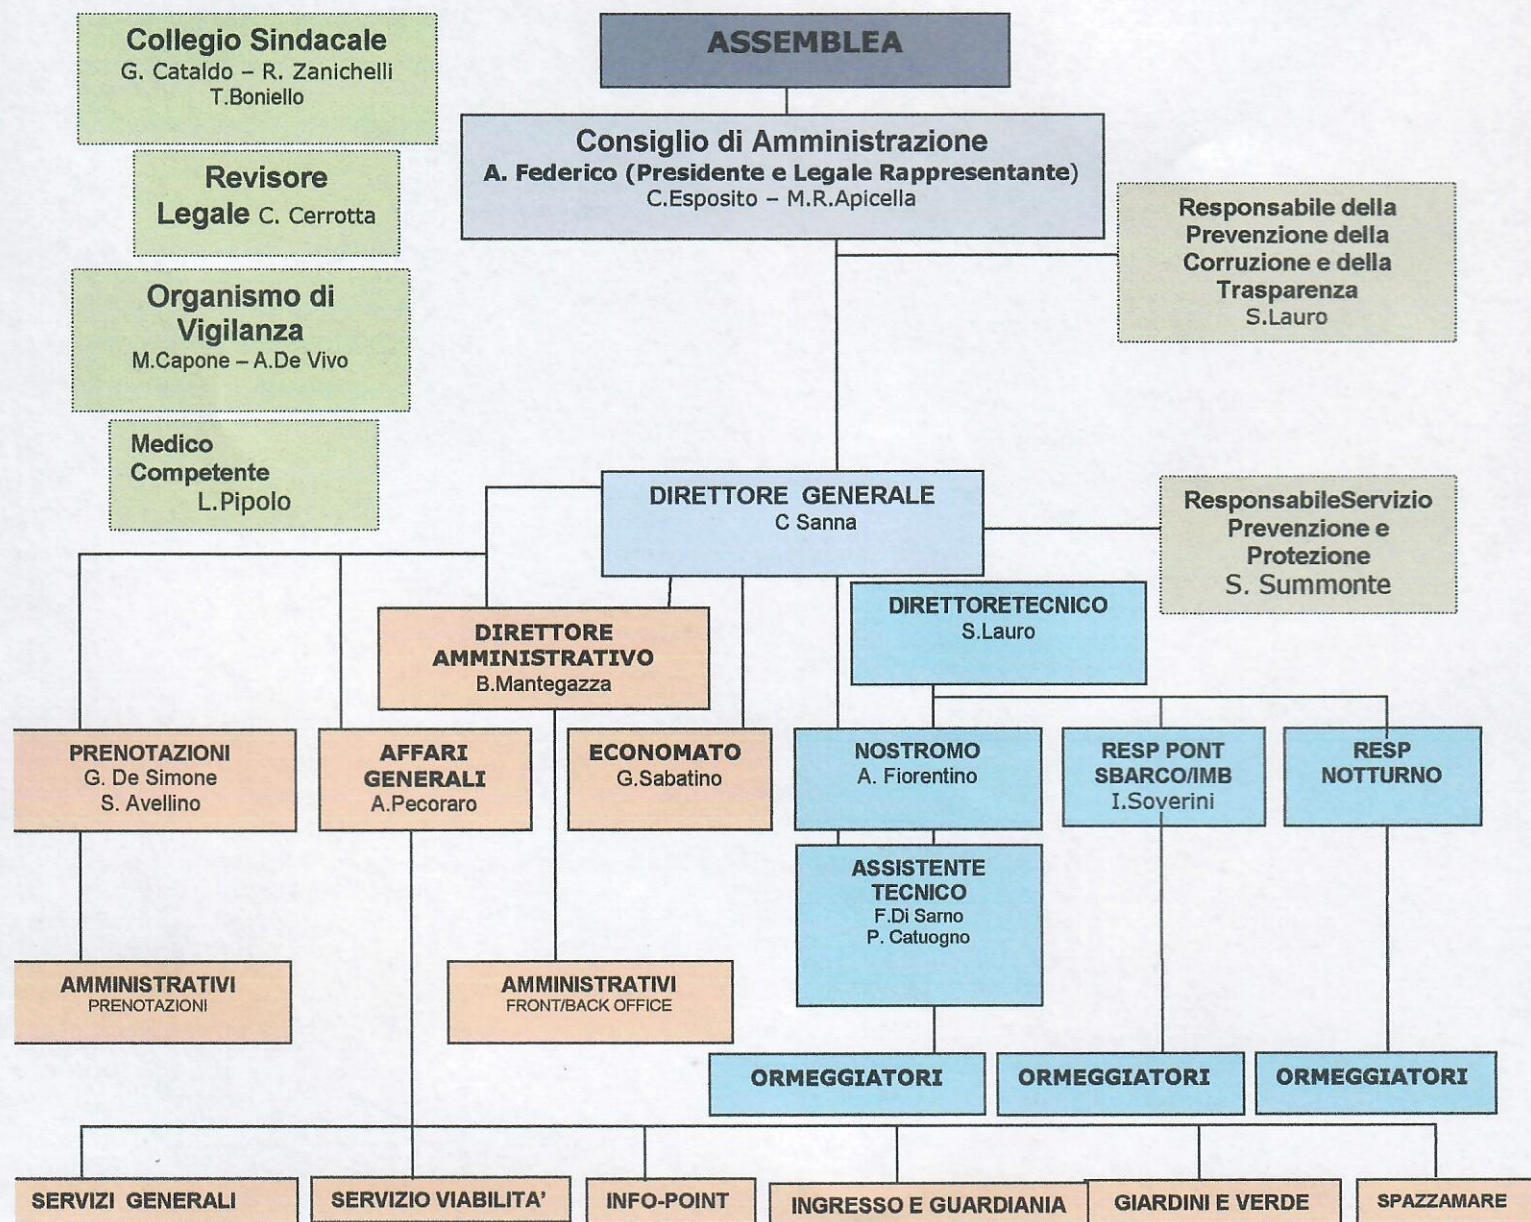 Collegio Sindacale
G. Cataldo – R. Zanichelli
T.Boniello
ASSEMBLEA
Consiglio di Amministrazione
A. Federico (Presidente e Legale Rappresentante)
C.Esposito – M.R.Apicella
Revisore
Legale C. Cerrotta
Responsabile della
Prevenzione della
Corruzione e della
Trasparenza
S.Lauro
Organismo di
Vigilanza
M.Capone – A.De Vivo
Medico
Competente
L.Pipolo
DIRETTORE GENERALE
C Sanna
ResponsabileServizio
Prevenzione e
Protezione
S. Summonte
DIRETTORE
AMMINISTRATIVO
B.Mantegazza
DIRETTORETECNICO
S.Lauro
PRENOTAZIONI
G. De Simone
S. Avellino
AFFARI
GENERALI
A.Pecoraro
ECONOMATO
G.Sabatino
NOSTROMO
A. Fiorentino
RESP PONT
SBARCO/IMB
I.Soverini
RESP
NOTTURNO
ASSISTENTE
TECNICO
F.Di Sarno
P. Catuogno
AMMINISTRATIVI
PRENOTAZIONI
AMMINISTRATIVI
FRONT/BACK OFFICE
ORMEGGIATORI
ORMEGGIATORI
ORMEGGIATORI
SERVIZI GENERALI
SERVIZIO VIABILITA'
INFO-POINT
INGRESSO E GUARDIANIA
GIARDINI E VERDE
SPAZZAMARE